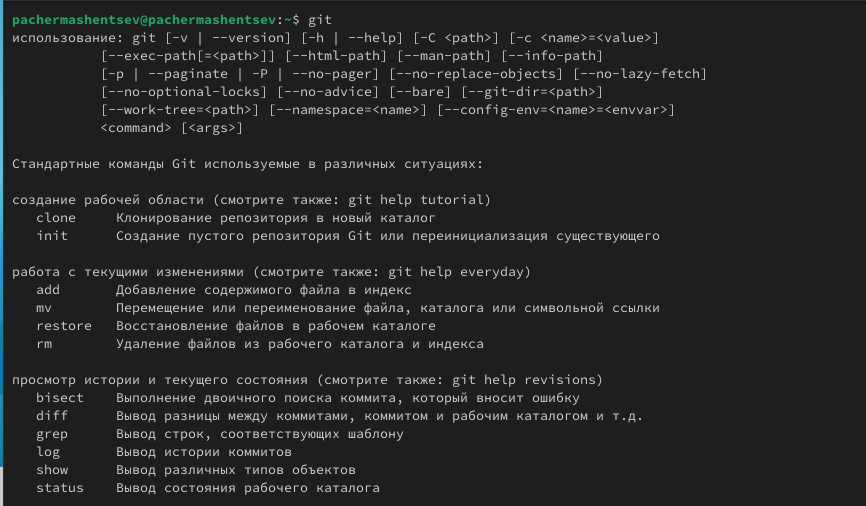 pachermashentsev@pachermashentsev:~$ git
использование: git [-v | --version] [-h | --help] [-C <path>] [-c <name>=<value>]
           [--exec-path[=<path>]] [--html-path] [--man-path] [--info-path]
           [-p | --paginate | -P | --no-pager] [--no-replace-objects] [--no-lazy-fetch]
           [--no-optional-locks] [--no-advice] [--bare] [--git-dir=<path>]
           [--work-tree=<path>] [--namespace=<name>] [--config-env=<name>=<envvar>]
           <command> [<args>]

Стандартные команды Git используемые в различных ситуациях:

создание рабочей области (смотрите также: git help tutorial)
   clone     Клонирование репозитория в новый каталог
   init      Создание пустого репозитория Git или переинициализация существующего

работа с текущими изменениями (смотрите также: git help everyday)
   add       Добавление содержимого файла в индекс
   mv        Перемещение или переименование файла, каталога или символьной ссылки
   restore   Восстановление файлов в рабочем каталоге
   rm        Удаление файлов из рабочего каталога и индекса

просмотр истории и текущего состояния (смотрите также: git help revisions)
   bisect    Выполнение двоичного поиска коммита, который вносит ошибку
   diff      Вывод разницы между коммитами, коммитом и рабочим каталогом и т.д.
   grep      Вывод строк, соответствующих шаблону
   log       Вывод истории коммитов
   show      Вывод различных типов объектов
   status    Вывод состояния рабочего каталога